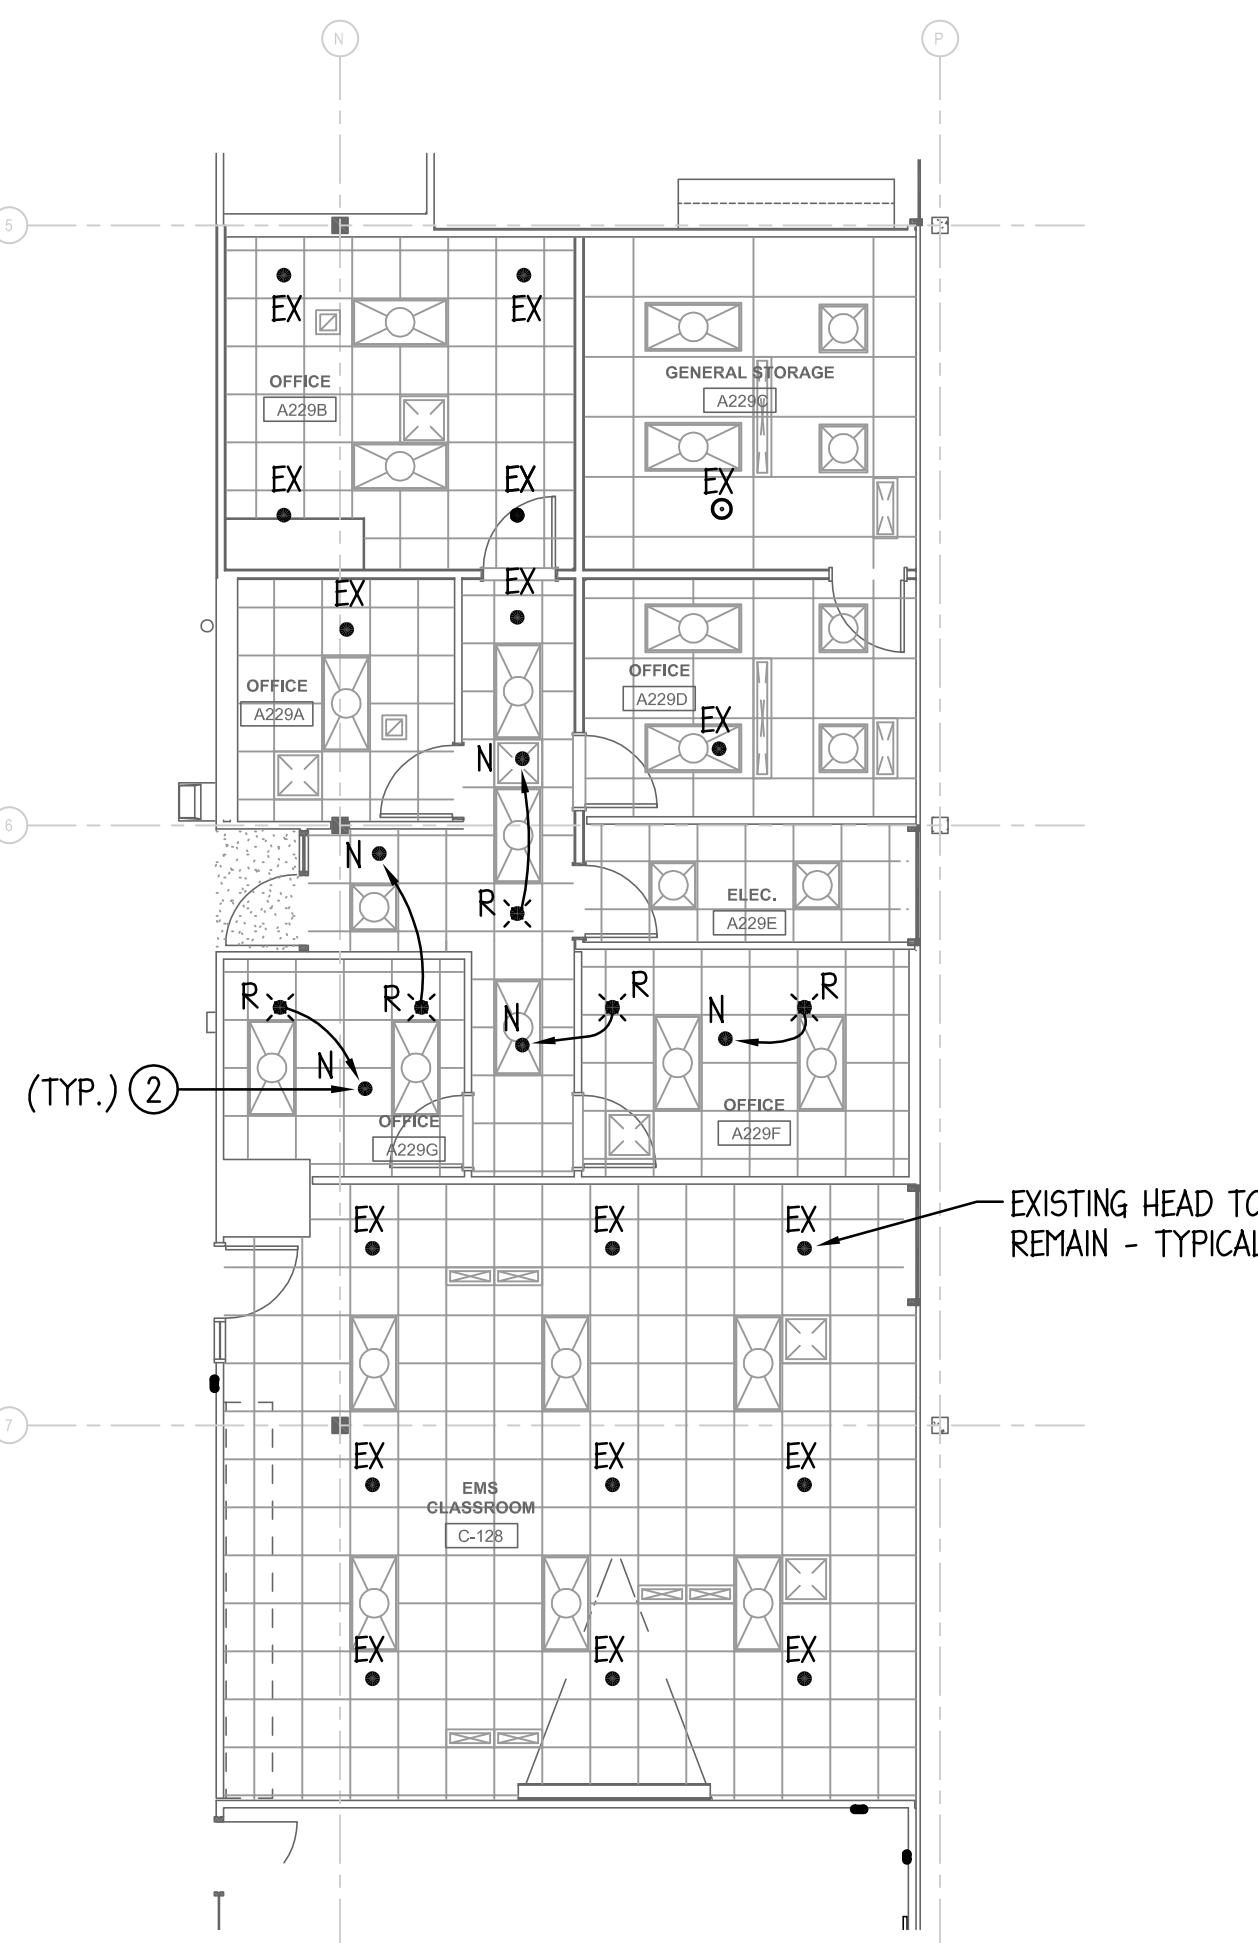 N P
5
EX EX
GENERAL STORAGE
OFFICE
A229C
A229B
EX EX EX
EX
EX
OFFICE
OFFICE
A229D
A229A
EX
N
6
N
R
ELEC.
A229E
R R R R
N N
N
(TYP.) 2
OFFICE
OFFICE
A229F
A229G
EXISTING HEAD TO
EX EX EX
REMAIN - TYPICAL
7
EX EX EX
EMS
CLASSROOM
C-128
EX EX EX